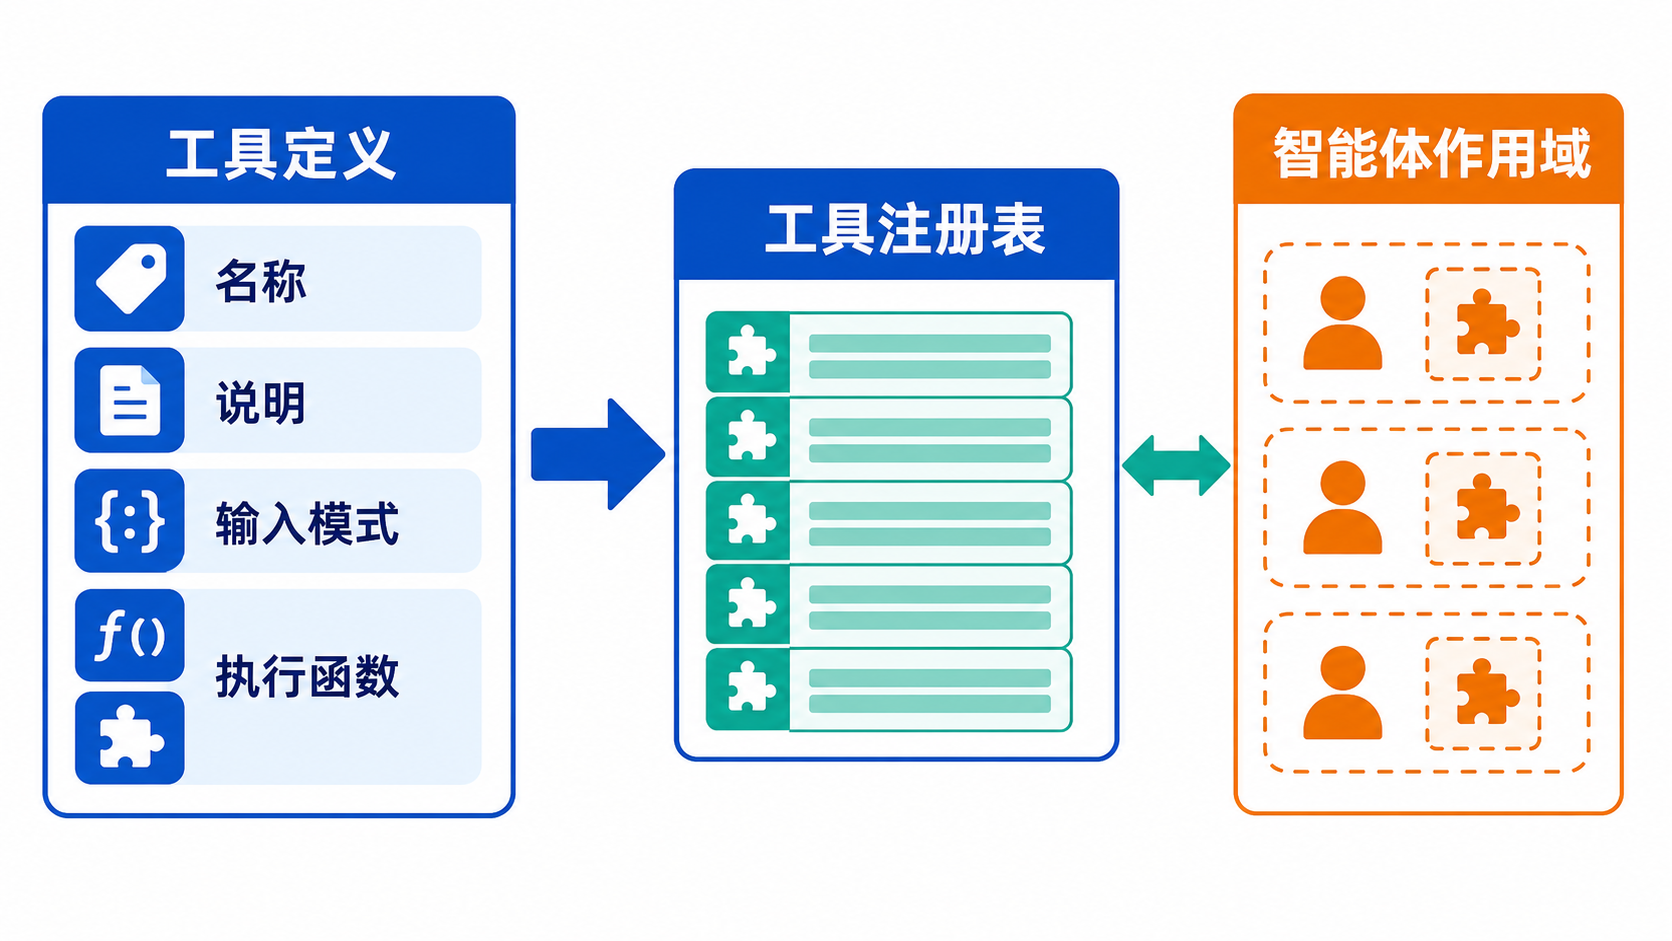 工具定义
名称
说明
{:}
输入模式
f()
执行函数
工具注册表
智能体作用域